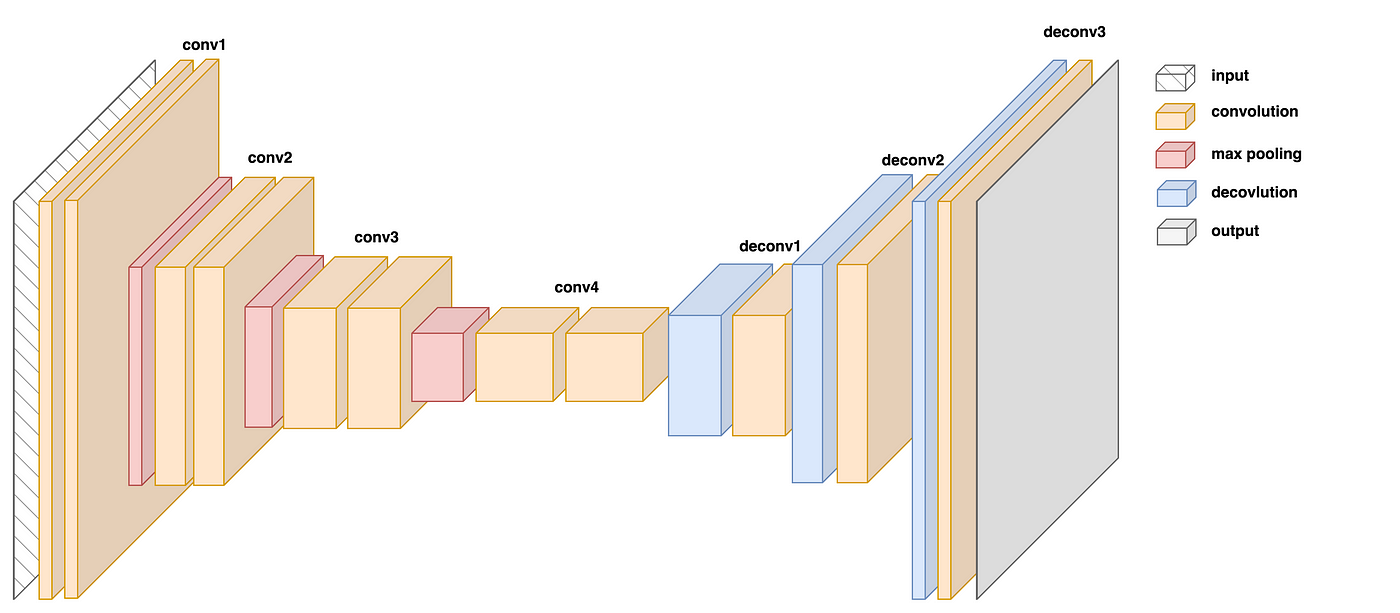 conv1
conv2
conv3
conv4
deconv1
deconv2
deconv3
input
convolution
max pooling
decovlution
output